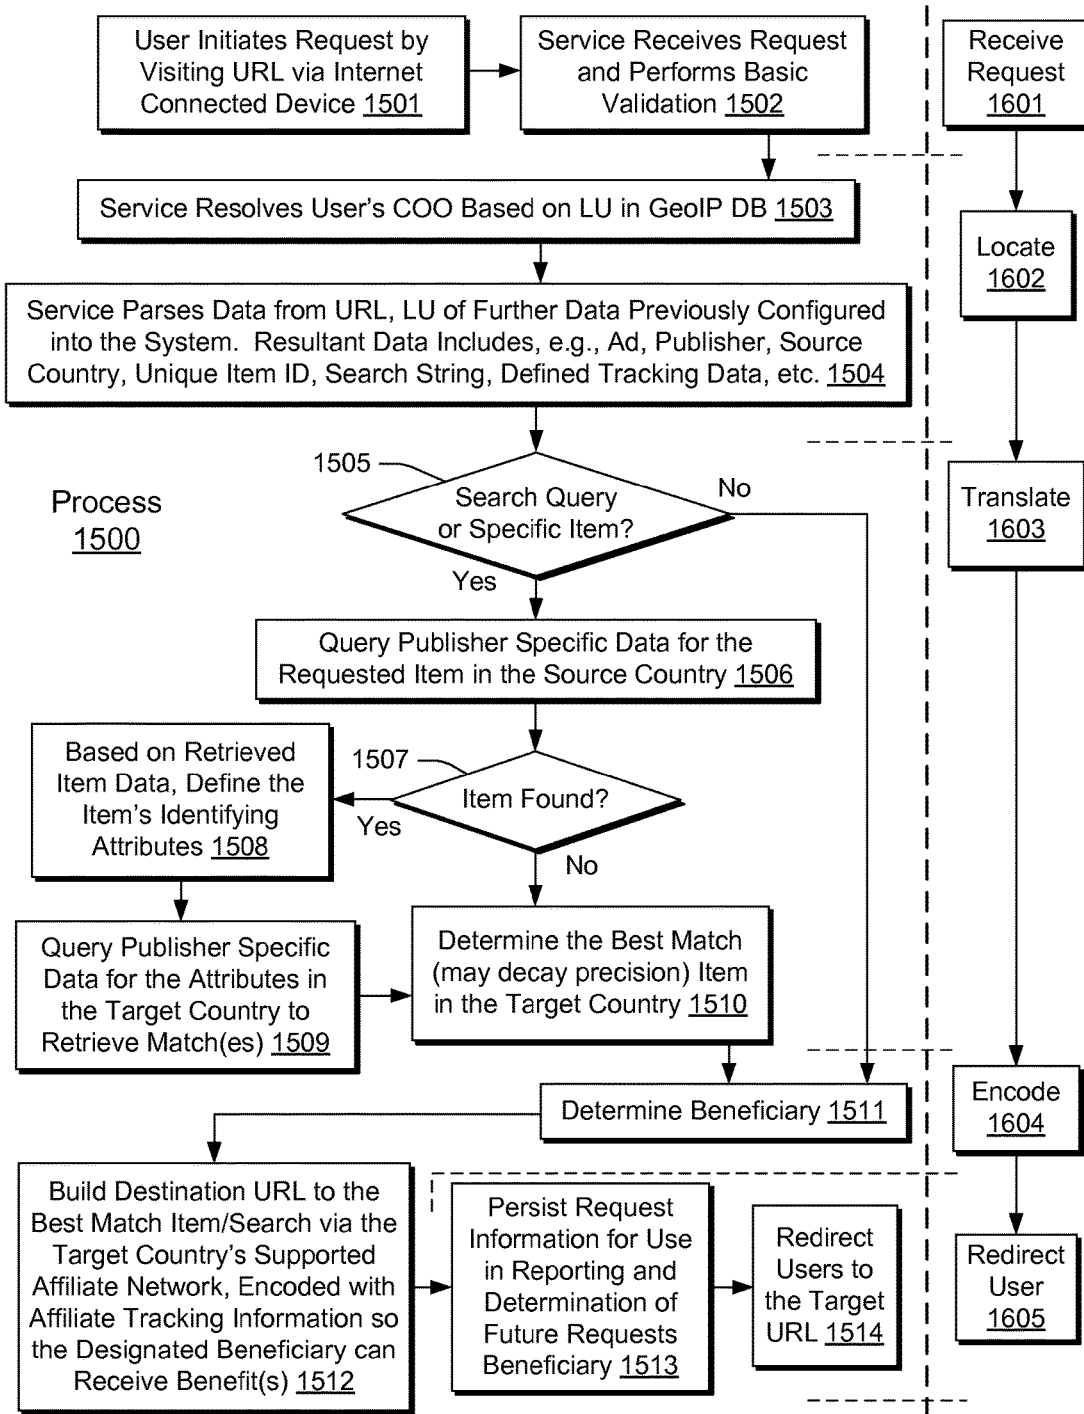 User Initiates Request by
Visiting URL via Internet
Connected Device 1501
Service Receives Request
and Performs Basic
Validation 1502
Receive
Request
1601
Service Resolves User's COO Based on LU in GeoIP DB 1503
Locate
1602
Service Parses Data from URL, LU of Further Data Previously Configured
into the System. Resultant Data Includes, e.g., Ad, Publisher, Source
Country, Unique Item ID, Search String, Defined Tracking Data, etc. 1504
Process
1500
1505
Search Query
or Specific Item?
No
Yes
Translate
1603
Query Publisher Specific Data for the
Requested Item in the Source Country 1506
Based on Retrieved
Item Data, Define the
Item's Identifying
Attributes 1508
1507
Item Found?
Yes
No
Query Publisher Specific
Data for the Attributes in
the Target Country to
Retrieve Match(es) 1509
Determine the Best Match
(may decay precision) Item
in the Target Country 1510
Determine Beneficiary 1511
Encode
1604
Build Destination URL to the
Best Match Item/Search via the
Target Country's Supported
Affiliate Network, Encoded with
Affiliate Tracking Information so
the Designated Beneficiary can
Receive Benefit(s) 1512
Persist Request
Information for Use
in Reporting and
Determination of
Future Requests
Beneficiary 1513
Redirect
Users to
the Target
URL 1514
Redirect
User
1605